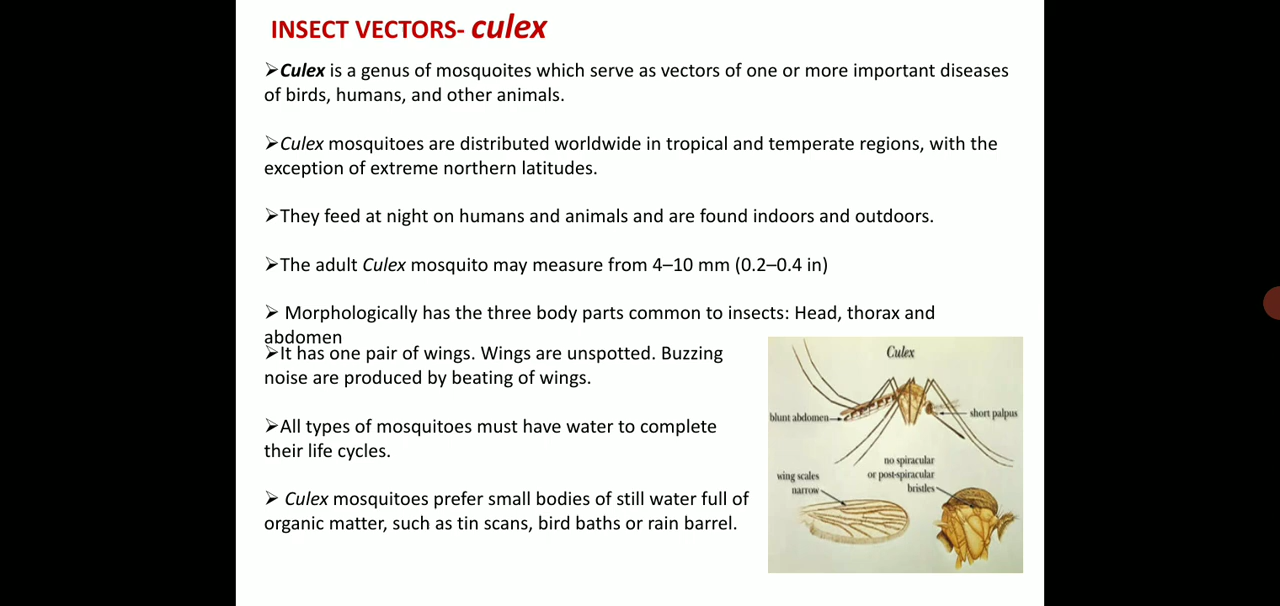 INSECT VECTORS- culex
➢Culex is a genus of mosquoites which serve as vectors of one or more important diseases
of birds, humans, and other animals.
➢Culex mosquitoes are distributed worldwide in tropical and temperate regions, with the
exception of extreme northern latitudes.
➢They feed at night on humans and animals and are found indoors and outdoors.
➢The adult Culex mosquito may measure from 4–10 mm (0.2–0.4 in)
➢ Morphologically has the three body parts common to insects: Head, thorax and
abdomen
➢It has one pair of wings. Wings are unspotted. Buzzing
noise are produced by beating of wings.
➢All types of mosquitoes must have water to complete
their life cycles.
➢ Culex mosquitoes prefer small bodies of still water full of
organic matter, such as tin scans, bird baths or rain barrel.
Culex
blunt abdomen
short palpus
no spiracular
or post-spiracular
bristles
wing scales
narrow